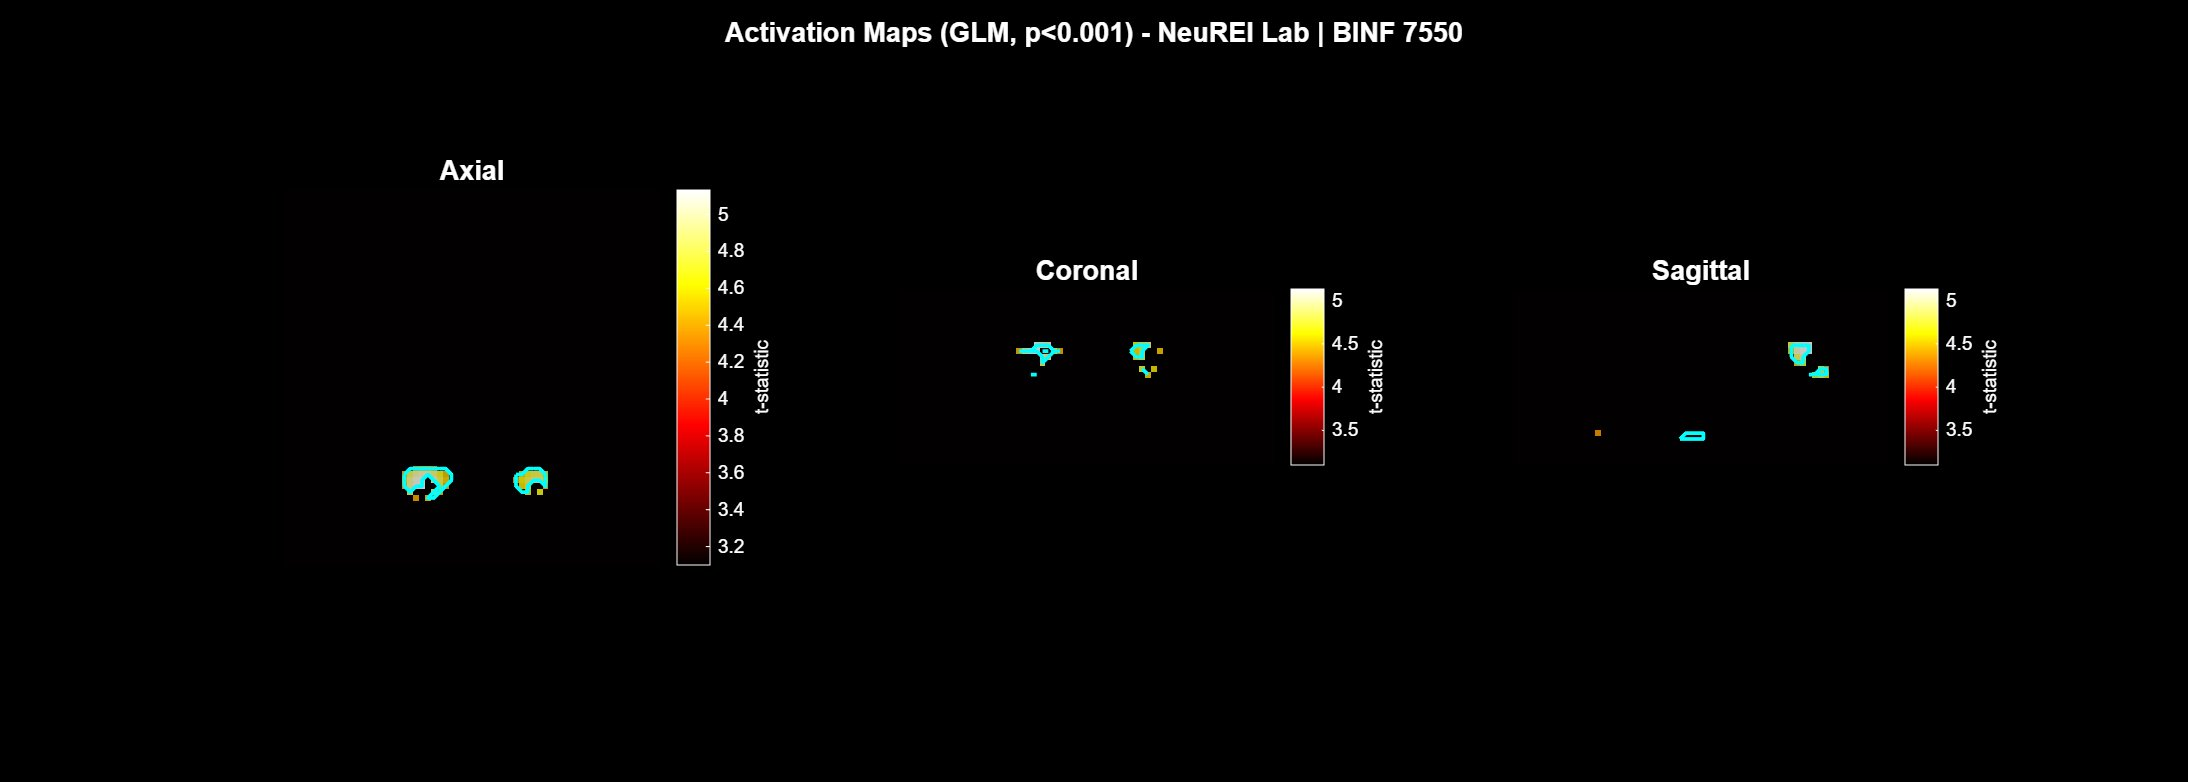 Activation Maps (GLM, p<0.001) - NeuREI Lab | BINF 7550
Axial
5
4.8
4.6
4.4
4.2
4
3.8
3.6
3.4
3.2
t-statistic
Coronal
5
4.5
4
3.5
t-statistic
Sagittal
5
4.5
4
3.5
t-statistic